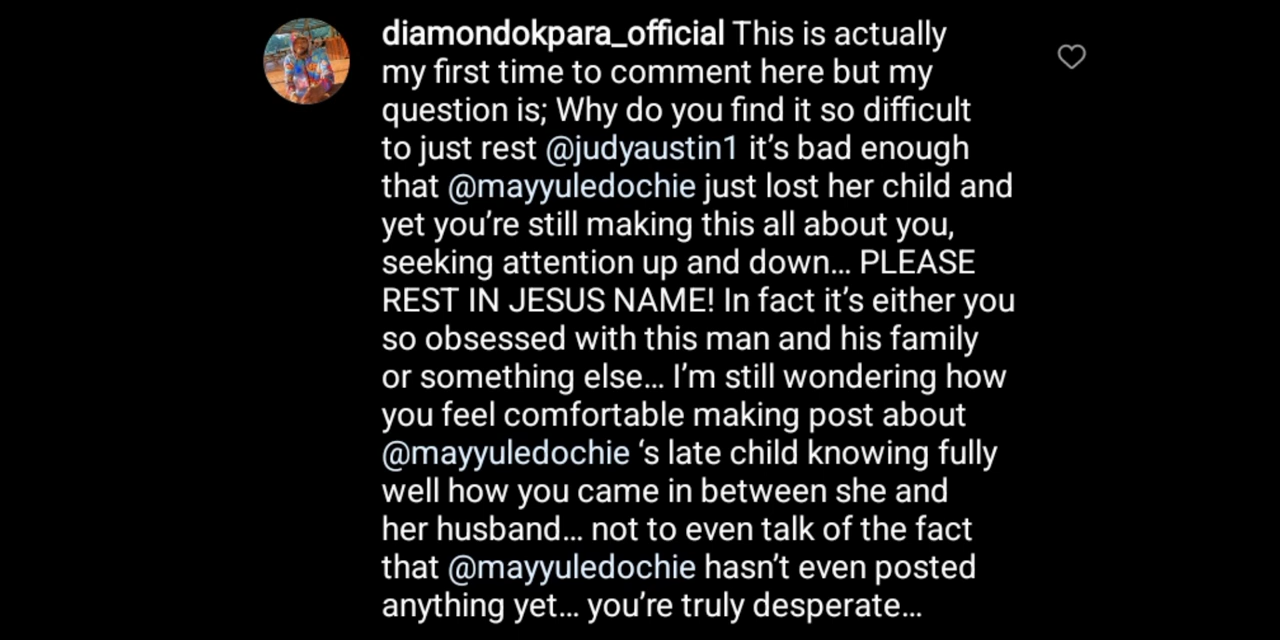 diamondokpara_official This is actually
my first time to comment here but my
question is; Why do you find it so difficult
to just rest @judyaustin1 it’s bad enough
that @mayyuledochie just lost her child and
yet you’re still making this all about you,
seeking attention up and down... PLEASE
REST IN JESUS NAME! In fact it’s either you
so obsessed with this man and his family
or something else... I’m still wondering how
you feel comfortable making post about
@mayyuledochie ‘s late child knowing fully
well how you came in between she and
her husband... not to even talk of the fact
that @mayyuledochie hasn’t even posted
anything yet... you’re truly desperate...